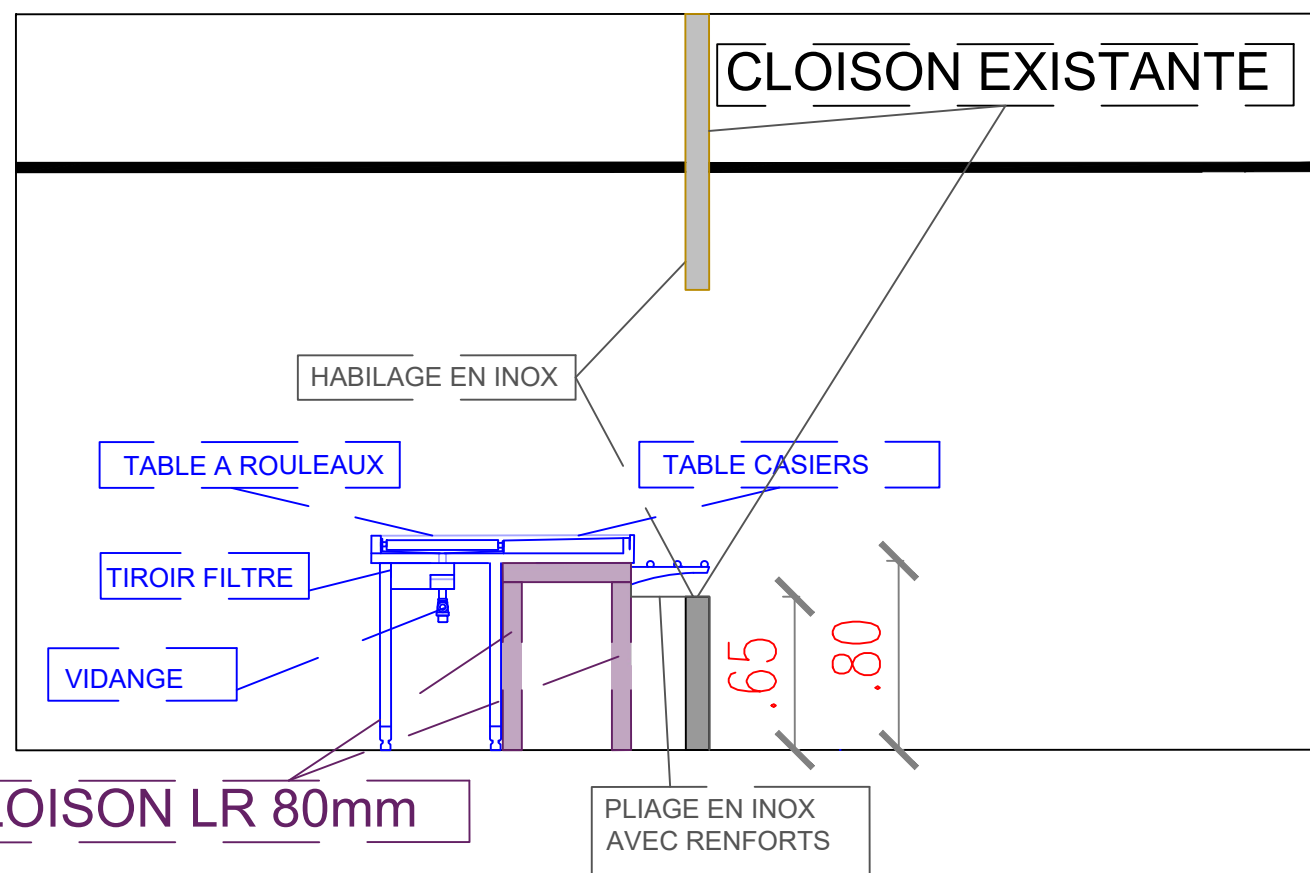 CLOISON EXISTANTE
HABILAGE EN INOX
TABLE A ROULEAUX
TABLE CASIERS
TIROIR FILTRE
VIDANGE
.65
.80
LOISON LR 80mm
PLIAGE EN INOX
AVEC RENFORTS